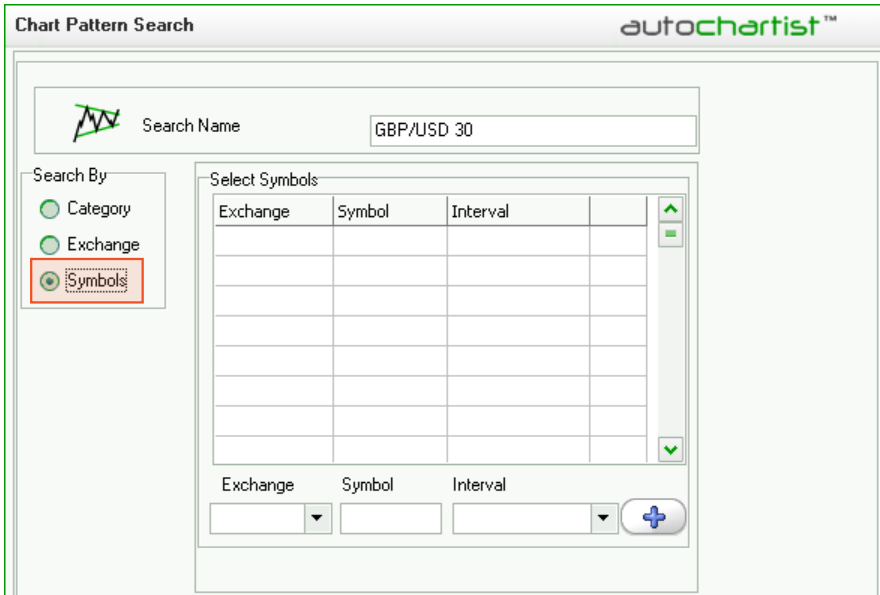 Chart Pattern Search
autochartist™
Search Name
GBP/USD 30
Search By
Category
Exchange
Symbols
Select Symbols
Exchange Symbol Interval
Exchange Symbol Interval